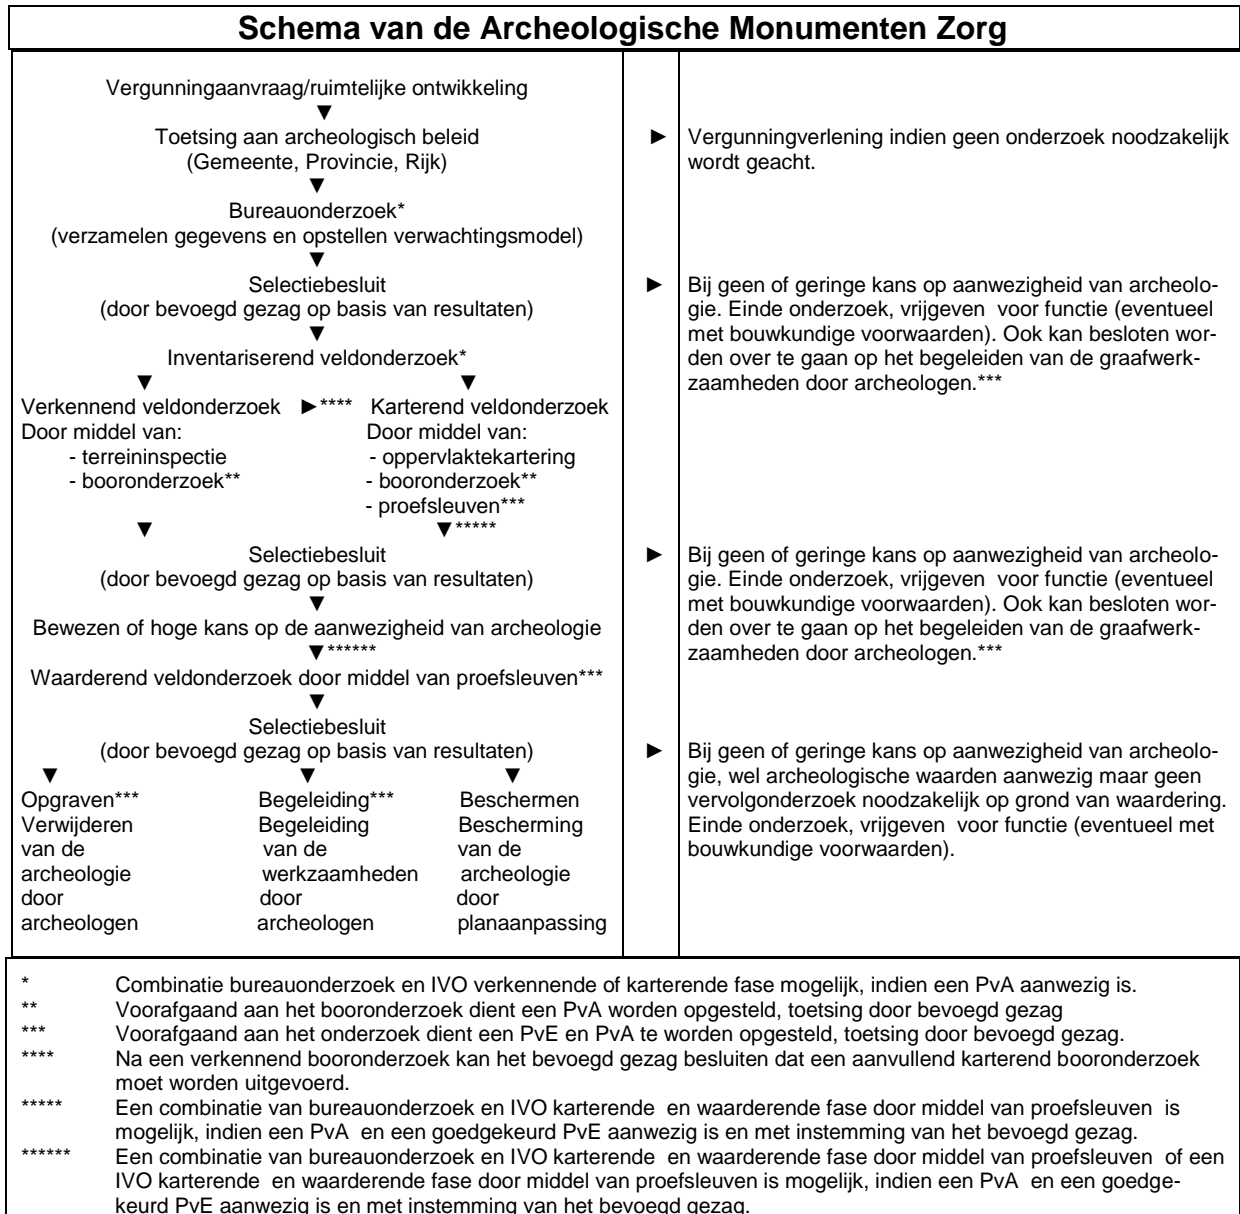 Schema van de Archeologische Monumenten Zorg
Vergunningaanvraag/ruimtelijke ontwikkeling
▼
Toetsing aan archeologisch beleid
(Gemeente, Provincie, Rijk)
► Vergunningverlening indien geen onderzoek noodzakelijk
wordt geacht.
▼
Bureauonderzoek*
(verzamelen gegevens en opstellen verwachtingsmodel)
▼
Selectiebesluit
(door bevoegd gezag op basis van resultaten)
► Bij geen of geringe kans op aanwezigheid van archeolo-
gie. Einde onderzoek, vrijgeven  voor functie (eventueel
met bouwkundige voorwaarden). Ook kan besloten wor-
den over te gaan op het begeleiden van de graafwerk-
zaamheden door archeologen.***
▼
Inventariserend veldonderzoek*
▼ ▼
Verkennend veldonderzoek ►**** Karterend veldonderzoek
Door middel van: Door middel van:
- terreininspectie - oppervlaktekartering
- booronderzoek** - booronderzoek**
- proefsleuven***
▼ ▼*****
Selectiebesluit
(door bevoegd gezag op basis van resultaten)
► Bij geen of geringe kans op aanwezigheid van archeolo-
gie. Einde onderzoek, vrijgeven  voor functie (eventueel
met bouwkundige voorwaarden). Ook kan besloten wor-
den over te gaan op het begeleiden van de graafwerk-
zaamheden door archeologen.***
▼
Bewezen of hoge kans op de aanwezigheid van archeologie
▼******
Waarderend veldonderzoek door middel van proefsleuven***
▼
Selectiebesluit
(door bevoegd gezag op basis van resultaten)
► Bij geen of geringe kans op aanwezigheid van archeolo-
gie, wel archeologische waarden aanwezig maar geen
vervolgonderzoek noodzakelijk op grond van waardering.
Einde onderzoek, vrijgeven  voor functie (eventueel met
bouwkundige voorwaarden).
▼ ▼ ▼
Opgraven*** Begeleiding*** Beschermen
Verwijderen Begeleiding Bescherming
van de van de van de
archeologie werkzaamheden archeologie
door door door
archeologen archeologen planaanpassing
* Combinatie bureauonderzoek en IVO verkennende of karterende fase mogelijk, indien een PvA aanwezig is.
** Voorafgaand aan het booronderzoek dient een PvA worden opgesteld, toetsing door bevoegd gezag
*** Voorafgaand aan het onderzoek dient een PvE en PvA te worden opgesteld, toetsing door bevoegd gezag.
**** Na een verkennend booronderzoek kan het bevoegd gezag besluiten dat een aanvullend karterend booronderzoek
moet worden uitgevoerd.
***** Een combinatie van bureauonderzoek en IVO karterende  en waarderende fase door middel van proefsleuven  is
mogelijk, indien een PvA  en een goedgekeurd PvE aanwezig is en met instemming van het bevoegd gezag.
****** Een combinatie van bureauonderzoek en IVO karterende  en waarderende fase door middel van proefsleuven  of een
IVO karterende  en waarderende fase door middel van proefsleuven is mogelijk, indien een PvA  en een goedge-
keurd PvE aanwezig is en met instemming van het bevoegd gezag.